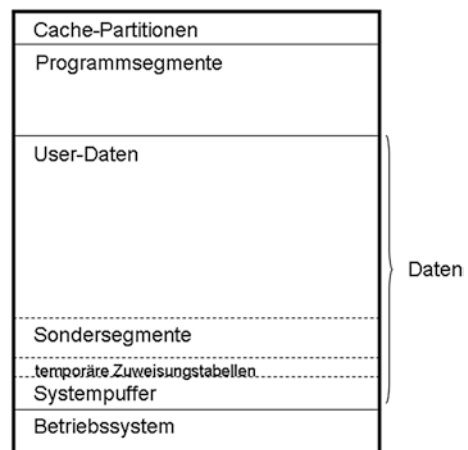 Cache-Partitionen
Programmsegmente
User-Daten
Daten
Sondersegmente
temporäre Zuweisungstabellen
Systempuffer
Betriebssystem